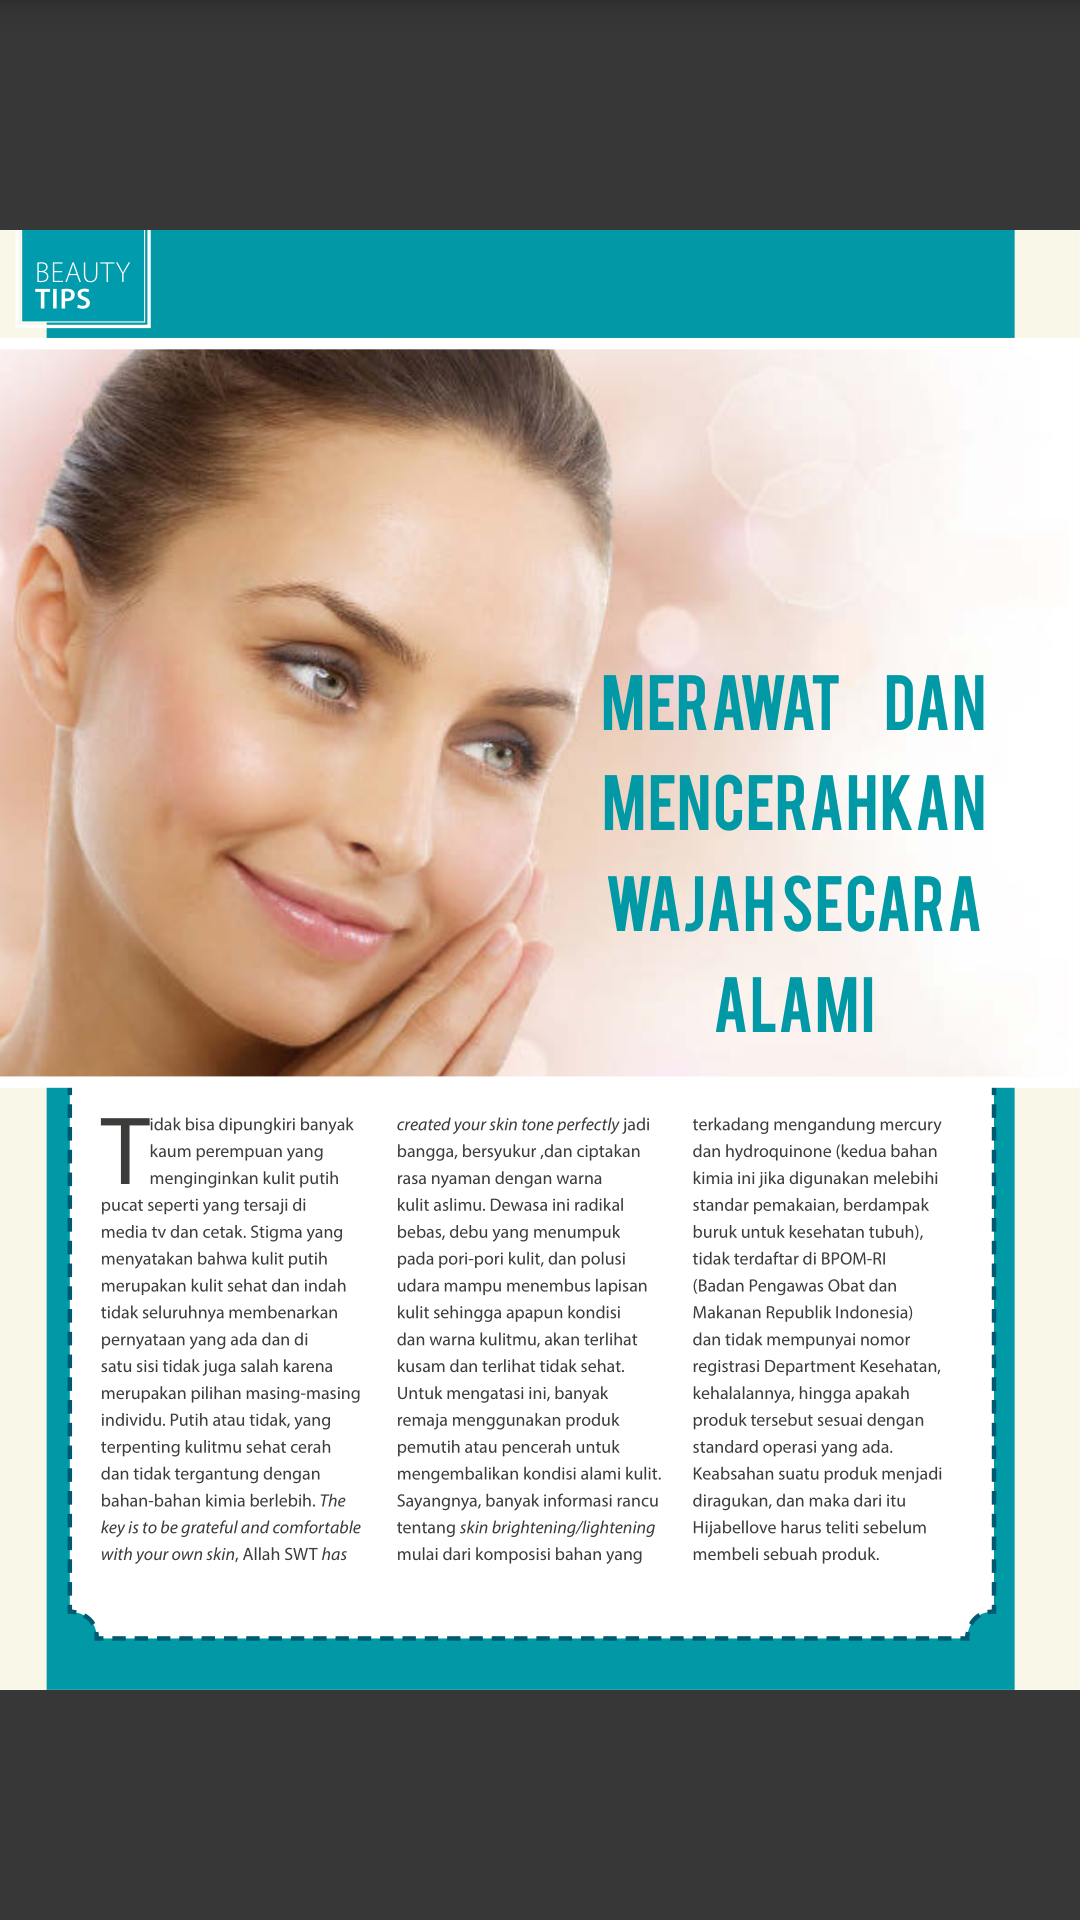 BEAUTY
TIPS
MERAWAT DAN
MENCERAHKAN
WAJAH SECARA
ALAMI
Tidak bisa dipungkiri banyak
kaum perempuan yang
menginginkan kulit putih
pucat seperti yang tersaji di
media tv dan cetak. Stigma yang
menyatakan bahwa kulit putih
merupakan kulit sehat dan indah
tidak seluruhnya membenarkan
pernyataan yang ada dan di
satu sisi tidak juga salah karena
merupakan pilihan masing-masing
individu. Putih atau tidak, yang
terpenting kulitmu sehat cerah
dan tidak tergantung dengan
bahan-bahan kimia berlebih. The
key is to be grateful and comfortable
with your own skin, Allah SWT has
created your skin tone perfectly jadi
bangga, bersyukur ,dan ciptakan
rasa nyaman dengan warna
kulit aslimu. Dewasa ini radikal
bebas, debu yang menumpuk
pada pori-pori kulit, dan polusi
udara mampu menembus lapisan
kulit sehingga apapun kondisi
dan warna kulitmu, akan terlihat
kusam dan terlihat tidak sehat.
Untuk mengatasi ini, banyak
remaja menggunakan produk
pemutih atau pencerah untuk
mengembalikan kondisi alami kulit.
Sayangnya, banyak informasi rancu
tentang skin brightening/lightening
mulai dari komposisi bahan yang
terkadang mengandung mercury
dan hydroquinone (kedua bahan
kimia ini jika digunakan melebihi
standar pemakaian, berdampak
buruk untuk kesehatan tubuh),
tidak terdaftar di BPOM-RI
(Badan Pengawas Obat dan
Makanan Republik Indonesia)
dan tidak mempunyai nomor
registrasi Department Kesehatan,
kehalalannya, hingga apakah
produk tersebut sesuai dengan
standard operasi yang ada.
Keabsahan suatu produk menjadi
diragukan, dan maka dari itu
Hijabellove harus teliti sebelum
membeli sebuah produk.